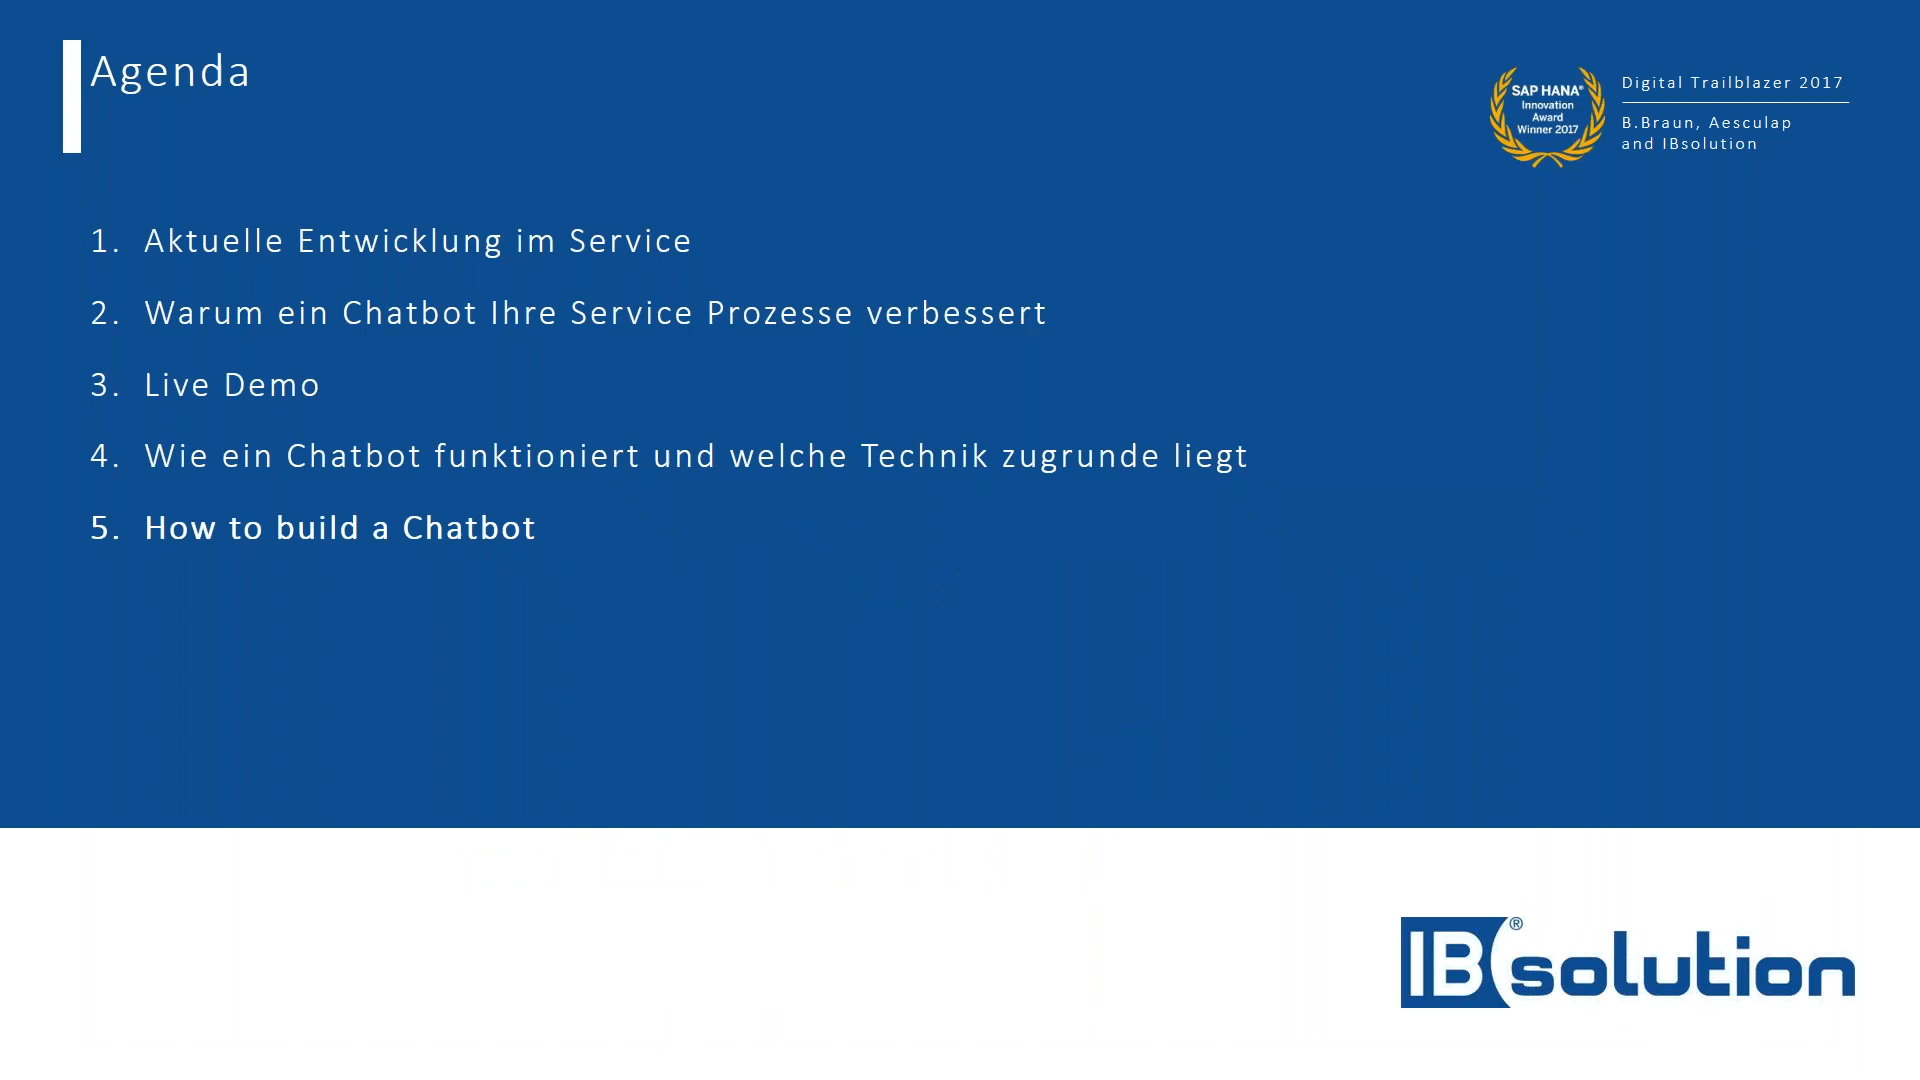 Agenda
SAP HANA®
Innovation
Award
Winner 2017
Digital Trailblazer 2017
B.Braun, Aesculap
and IBsolution
1. Aktuelle Entwicklung im Service
2. Warum ein Chatbot Ihre Service Prozesse verbessert
3. Live Demo
4. Wie ein Chatbot funktioniert und welche Technik zugrunde liegt
5. How to build a Chatbot
IBsolution®